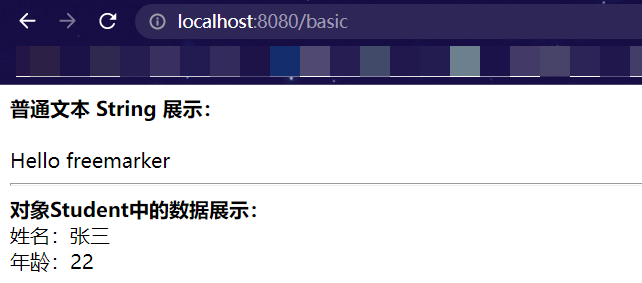 localhost:8080/basic
普通文本 String 展示：
Hello freemarker
对象Student中的数据展示：
姓名：张三
年龄：22